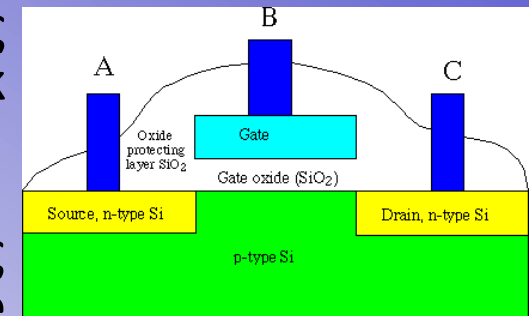 B
A
C
Oxide
protecting
layer SiO₂
Gate
Gate oxide (SiO₂)
Source, n-type Si
Drain, n-type Si
p-type Si